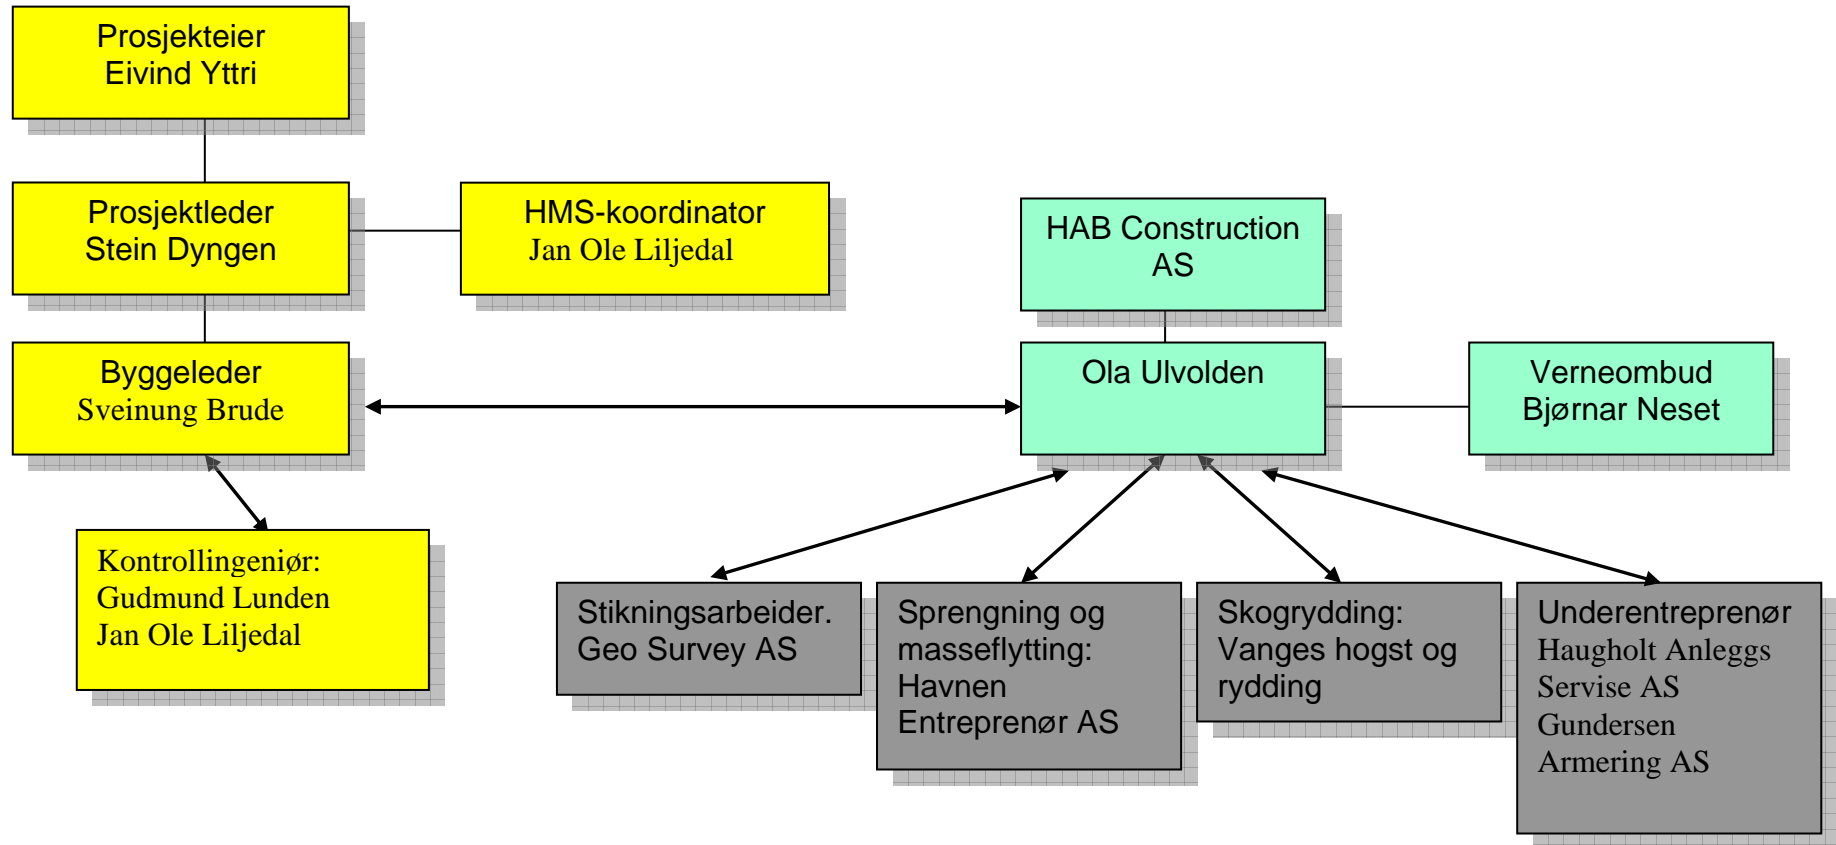 Prosjekteier
Eivind Yttri
Prosjektleder
Stein Dyngen
HMS-koordinator
Jan Ole Liljedal
HAB Construction
AS
Byggeleder
Sveinung Brude
Ola Ulvolden
Verneombud
Bjørnar Neset
Kontrollingeniør:
Gudmund Lunden
Jan Ole Liljedal
Stikningsarbeider.
Geo Survey AS
Sprengning og
masseflytting:
Havnen
Entreprenør AS
Skogrydding:
Vanges hogst og
rydding
Underentreprenør
Haugholt Anleggs
Servise AS
Gundersen
Armering AS